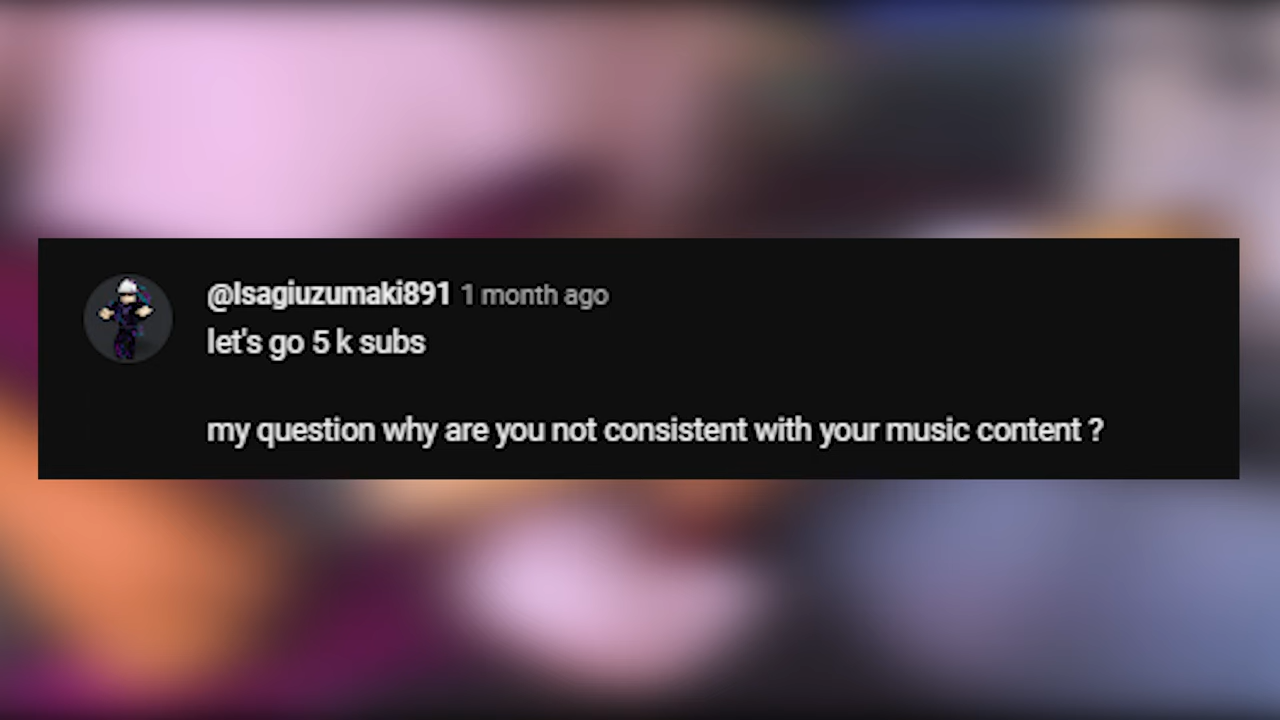 @Isagiuzumaki891 1 month ago
let's go 5 k subs
my question why are you not consistent with your music content ?